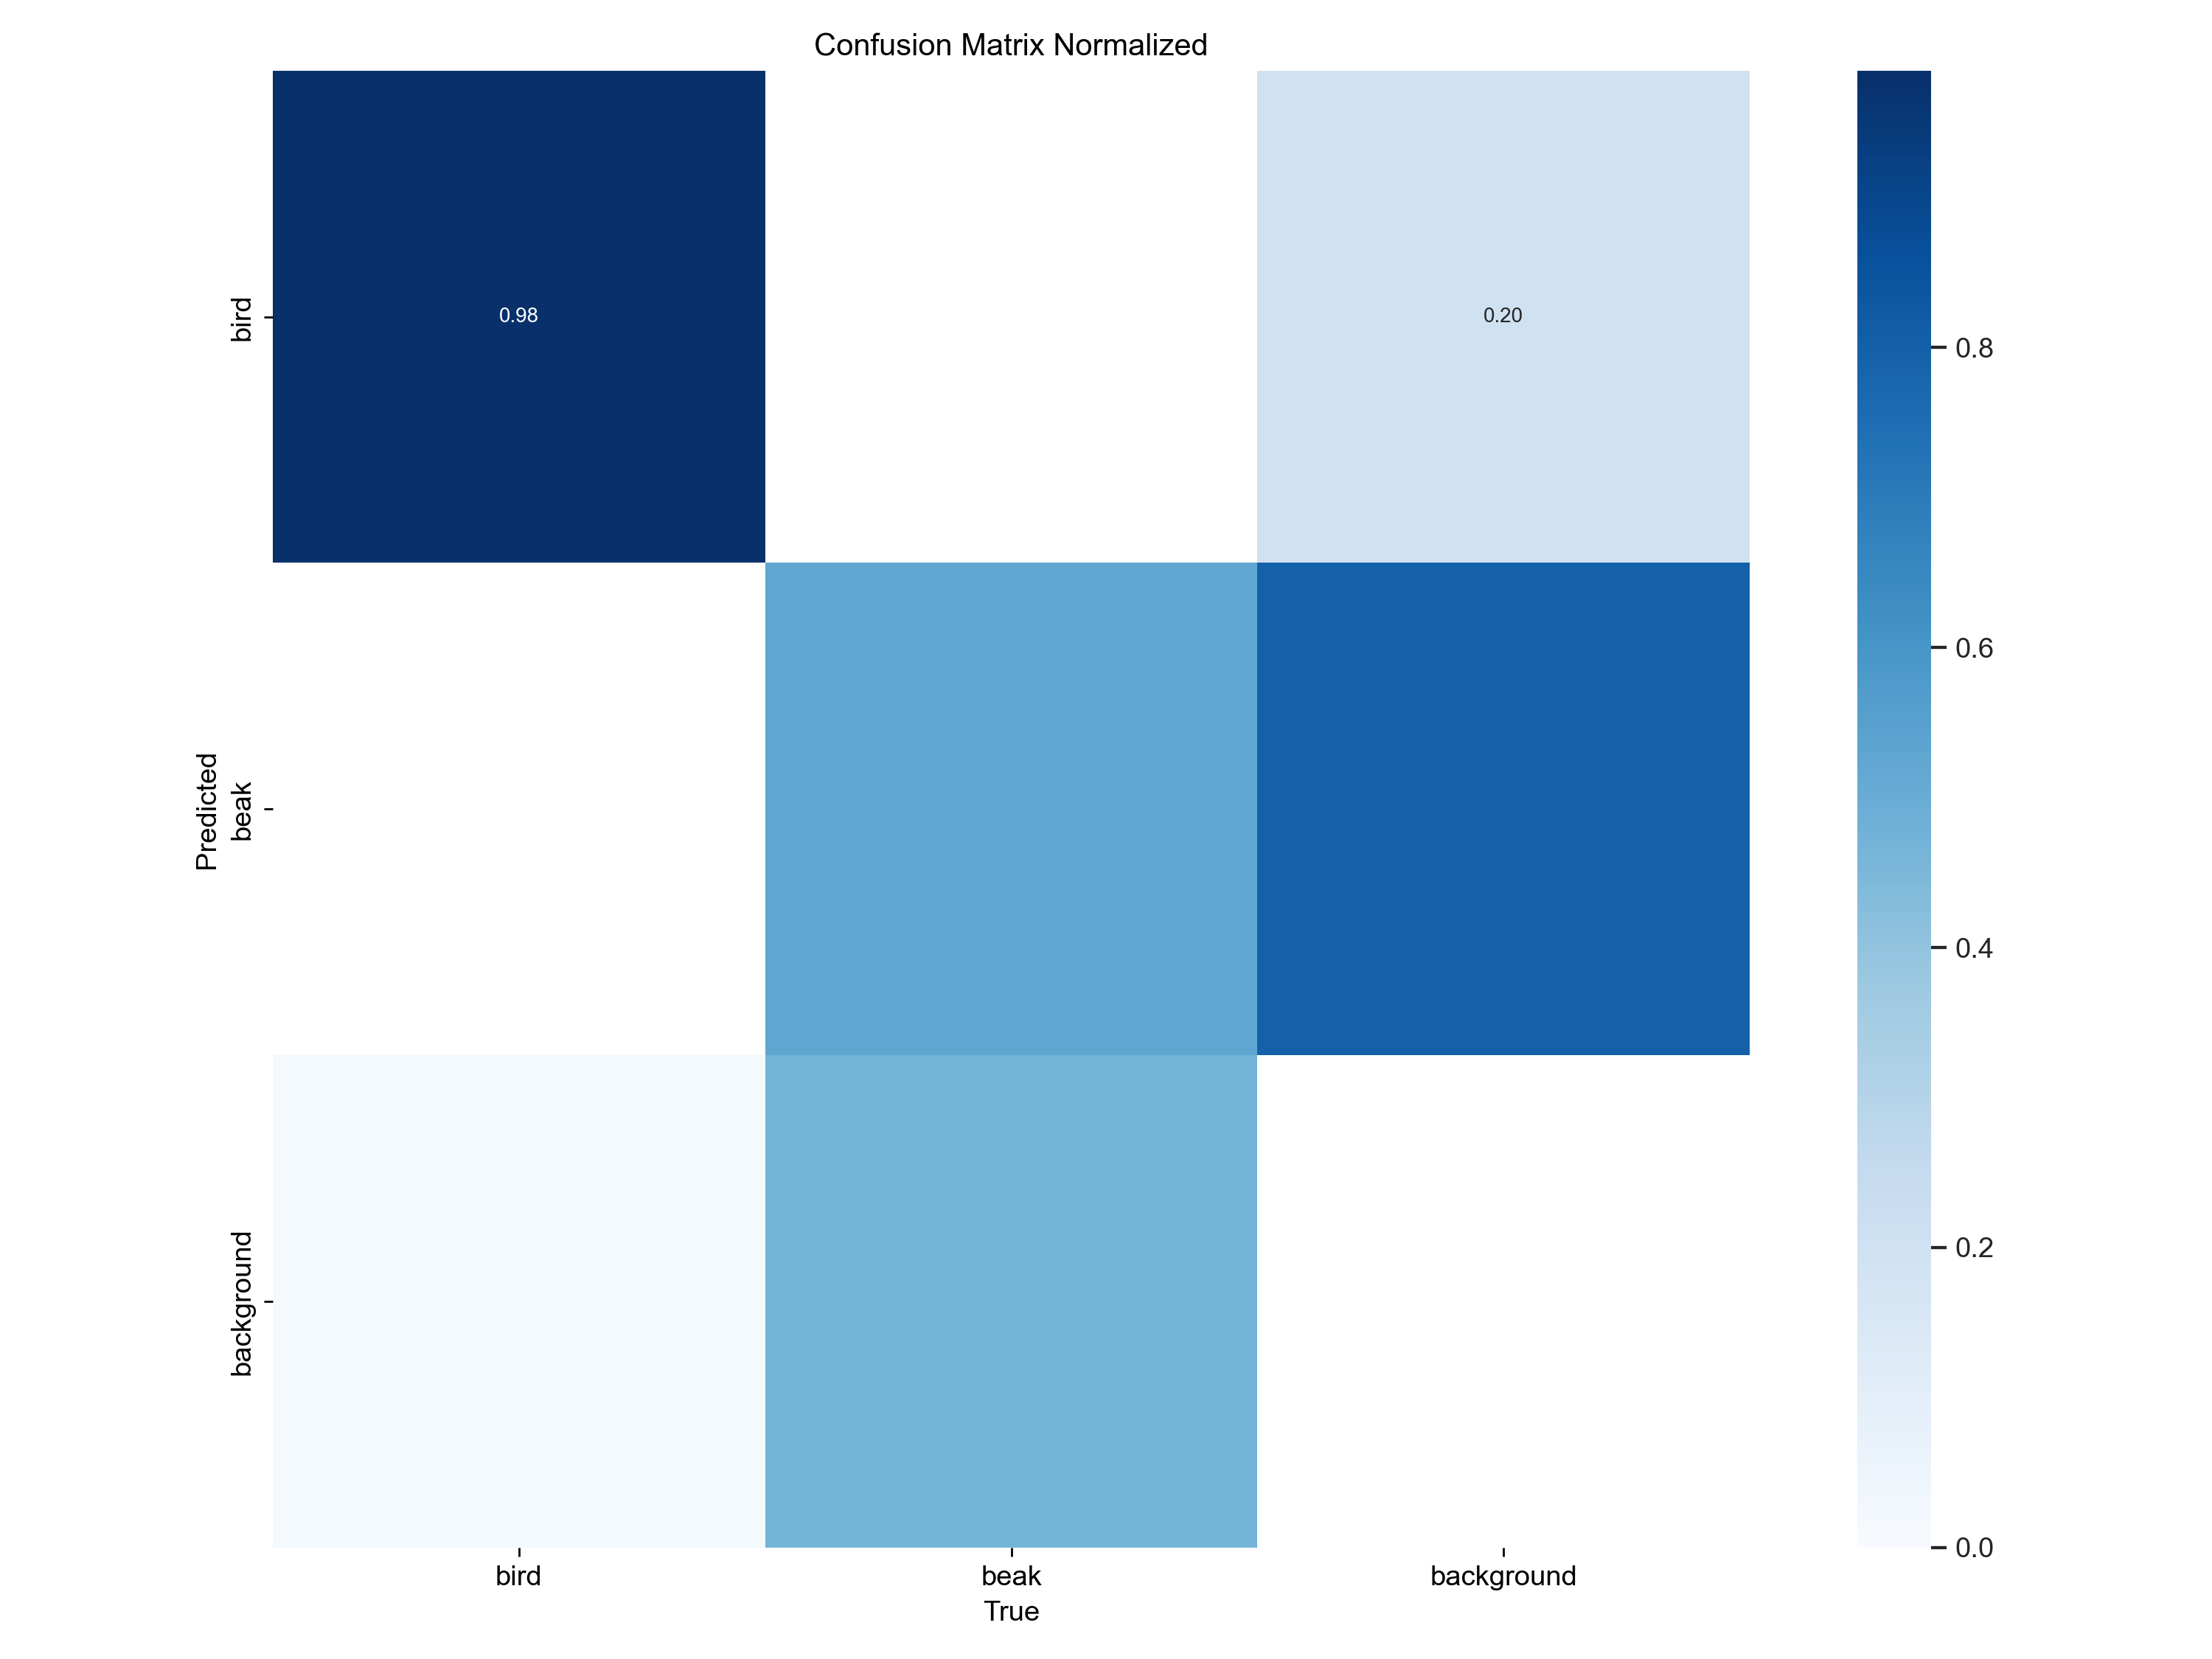 Confusion Matrix Normalized
bird
0.98
0.20
Predicted
beak
background
bird
beak
background
True
0.8
0.6
0.4
0.2
0.0